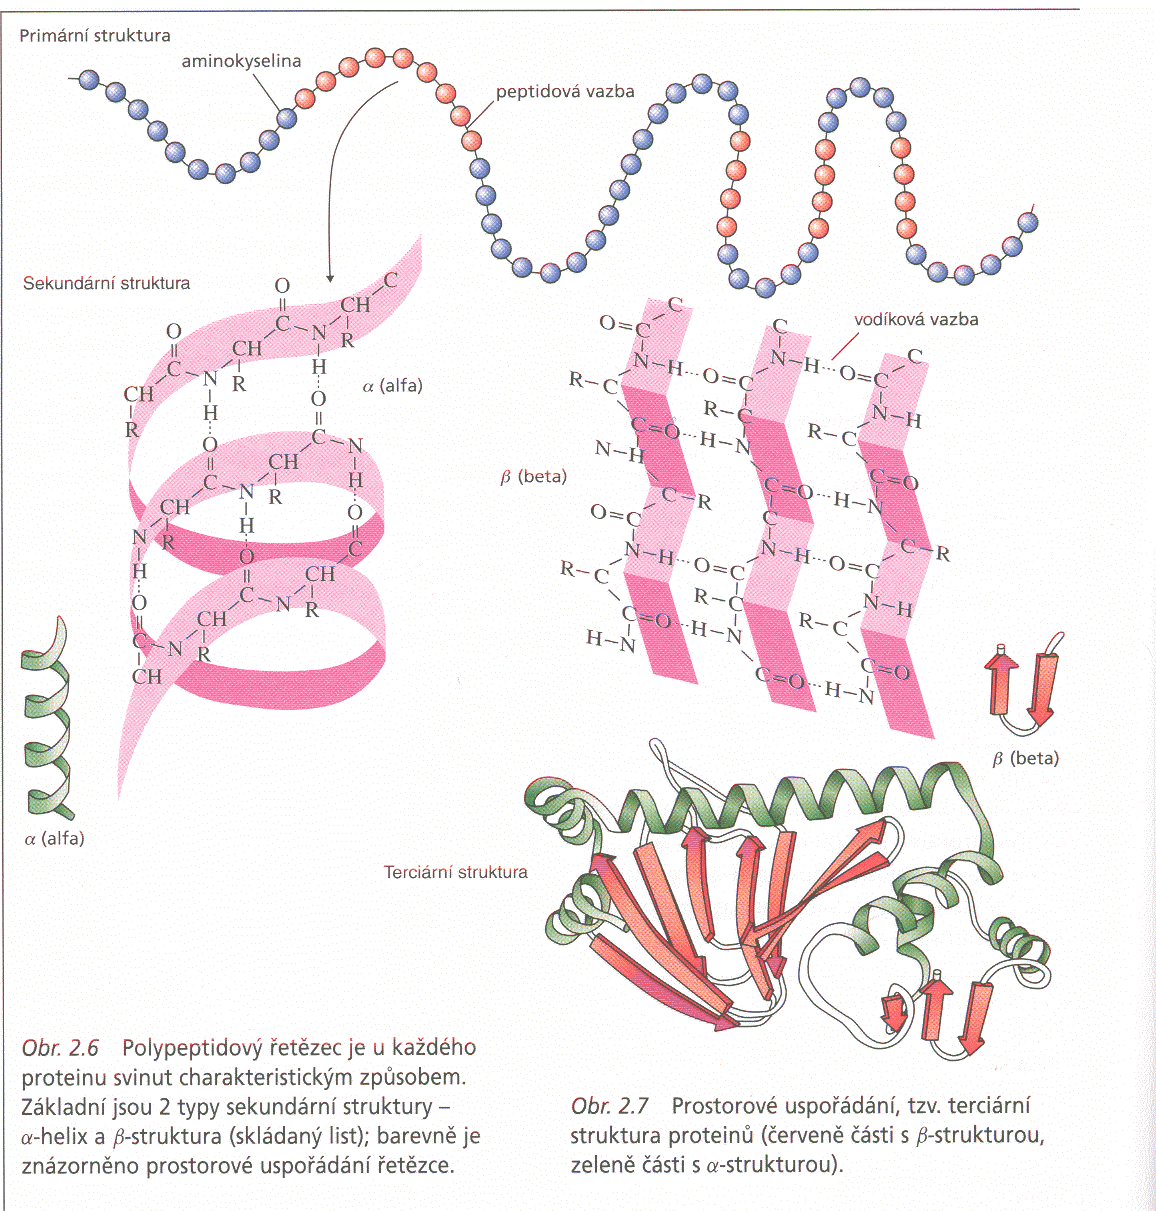 Primární struktura
aminokyselina
peptidová vazba
Sekundární struktura
α (alfa)
vodíková vazba
β (beta)
β (beta)
α (alfa)
Terciární struktura
Obr. 2.6 Polypeptidový řetězec je u každého
proteinu svinut charakteristickým způsobem.
Základní jsou 2 typy sekundární struktury –
α-helix a β-struktura (skládaný list); barevně je
znázorněno prostorové uspořádání řetězce.
Obr. 2.7 Prostorové uspořádání, tzv. terciární
struktura proteinů (červeně části s β-strukturou,
zeleně části s α-strukturou).